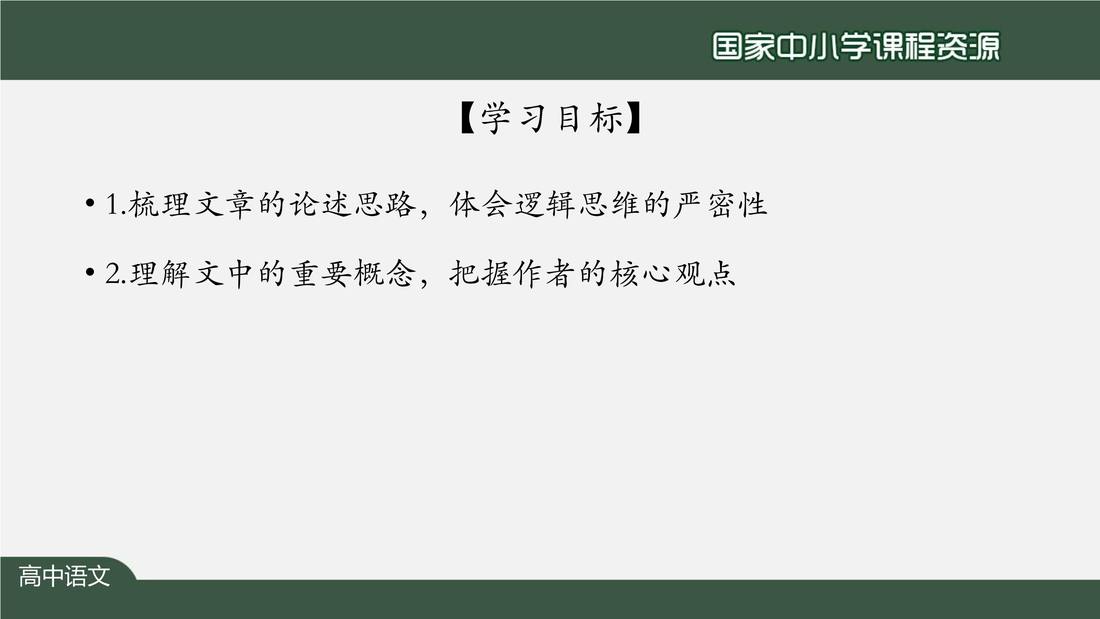 国家中小学课程资源
【学习目标】
• 1.梳理文章的论述思路，体会逻辑思维的严密性
• 2.理解文中的重要概念，把握作者的核心观点
高中语文